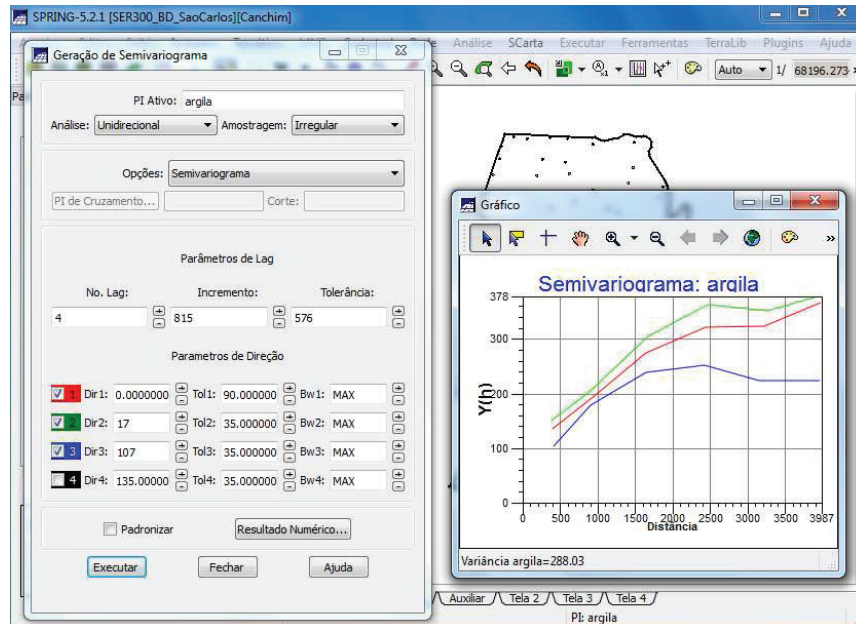 SPRING-5.2.1 [SER300_BD_SaoCarlos][Canchim]
Análise SCarta Executar Ferramentas TerraLib Plugins Ajuda
Auto 1/ 68196.273
Geração de Semivariograma
PI Ativo: argila
Análise: Unidirecional Amostragem: Irregular
Opções: Semivariograma
PI de Cruzamento... Corte:
Parâmetros de Lag
No. Lag: Incremento: Tolerância:
4 815 576
Parametros de Direção
1 Dir1: 0.0000000 Tol1: 90.000000 Bw1: MAX
2 Dir2: 17 Tol2: 35.000000 Bw2: MAX
3 Dir3: 107 Tol3: 35.000000 Bw3: MAX
4 Dir4: 135.00000 Tol4: 35.000000 Bw4: MAX
Padronizar Resultado Numérico...
Executar Fechar Ajuda
Gráfico
»
Semivariograma: argila
378
300
200
100
0
Y(h)
0 500 1000 1500 2000 2500 3000 3500 3987
Distância
Variância argila=288.03
Auxiliar Tela 2 Tela 3 Tela 4
PI: argila